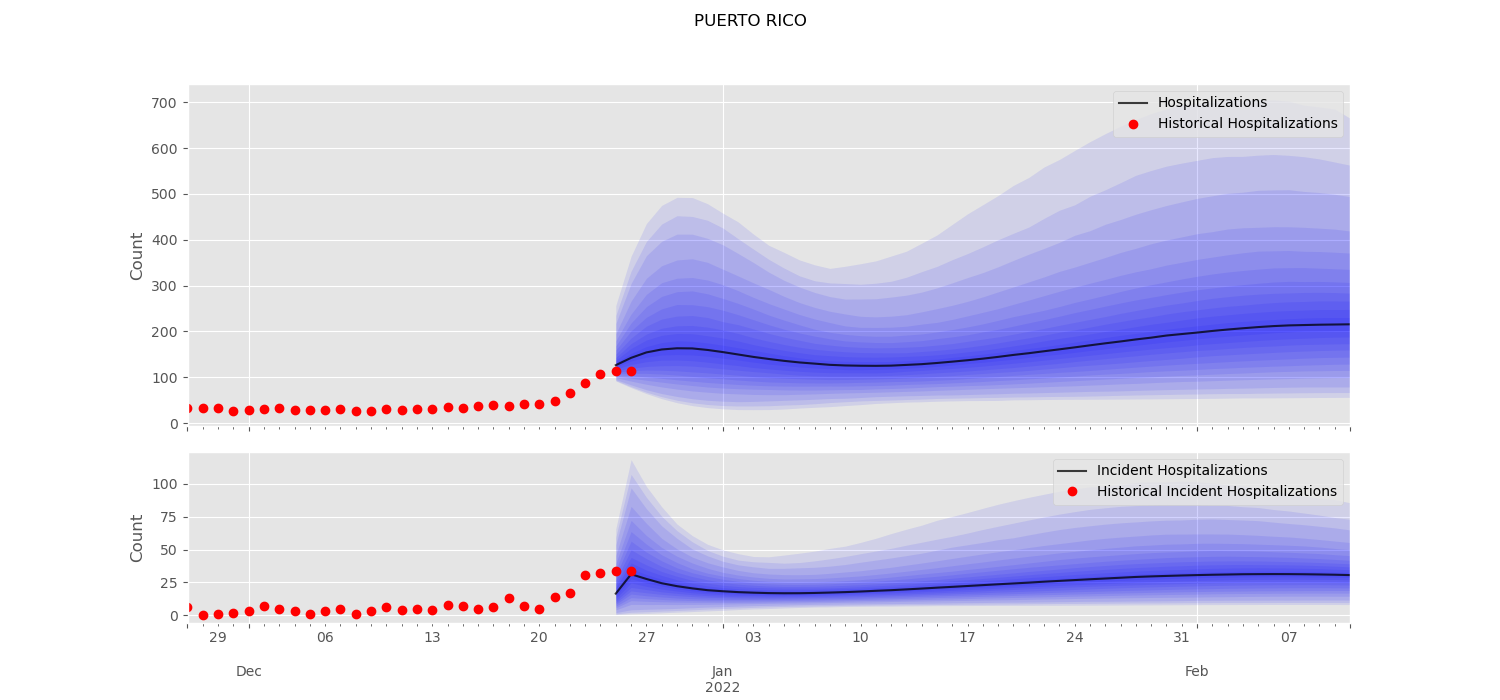 PUERTO RICO
700
600
500
400
300
200
100
0
Count
Hospitalizations
Historical Hospitalizations
100
75
50
25
0
Count
Incident Hospitalizations
Historical Incident Hospitalizations
29 06 13 20 27 03 10 17 24 31 07
Dec Jan Feb
2022